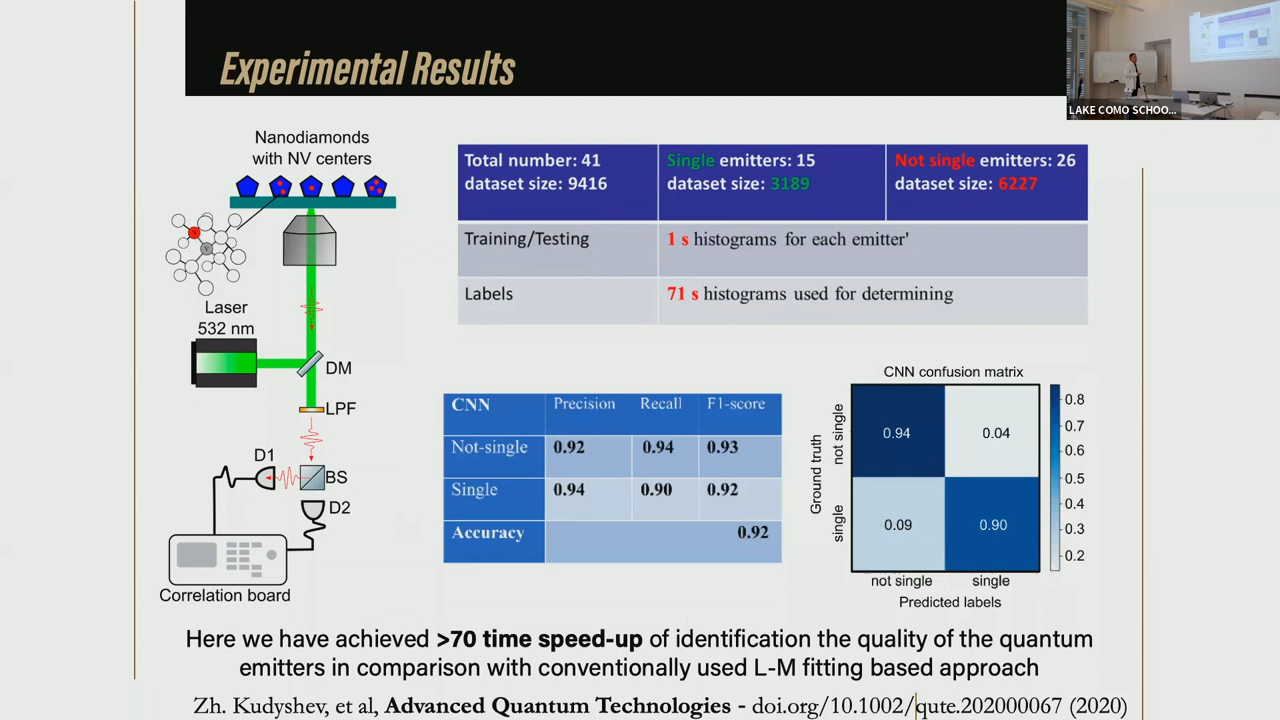 Experimental Results
LAKE COMO SCHOO...
Nanodiamonds
with NV centers
N
V
Laser
532 nm
DM
LPF
D1
BS
D2
Correlation board
Total number: 41
dataset size: 9416
Single emitters: 15
dataset size: 3189
Not single emitters: 26
dataset size: 6227
Training/Testing
1 s histograms for each emitter'
Labels
71 s histograms used for determining
CNN Precision Recall F1-score
Not-single 0.92 0.94 0.93
Single 0.94 0.90 0.92
Accuracy 0.92
CNN confusion matrix
Ground truth
not single
single
0.94 0.04
0.09 0.90
not single single
Predicted labels
0.8
0.7
0.6
0.5
0.4
0.3
0.2
Here we have achieved >70 time speed-up of identification the quality of the quantum
emitters in comparison with conventionally used L-M fitting based approach
Zh. Kudyshev, et al, Advanced Quantum Technologies - doi.org/10.1002/qute.202000067 (2020)